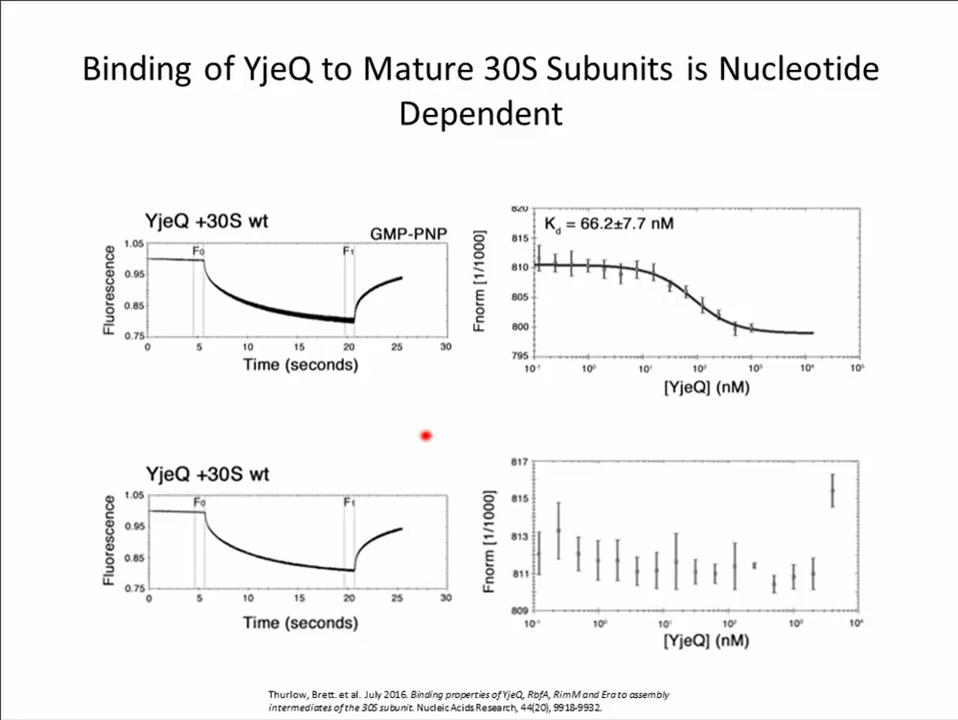 Binding of YjeQ to Mature 30S Subunits is Nucleotide
Dependent
YjeQ +30S wt
GMP-PNP
F0
F1
1.05
0.95
0.85
0.75
Fluorescence
0 5 10 15 20 25 30
Time (seconds)
Kd = 66.2±7.7 nM
820
815
810
805
800
795
Fnorm [1/1000]
10-1 100 101 102 103 104 105
[YjeQ] (nM)
YjeQ +30S wt
F0
F1
1.05
0.95
0.85
0.75
Fluorescence
0 5 10 15 20 25 30
Time (seconds)
817
815
813
811
809
Fnorm [1/1000]
10-1 100 101 102 103 104
[YjeQ] (nM)
Thurlow, Brett. et al. July 2016. Binding properties of YjeQ, RbfA, RimM and Era to assembly
intermediates of the 30S subunit. Nucleic Acids Research, 44(20), 9918-9932.